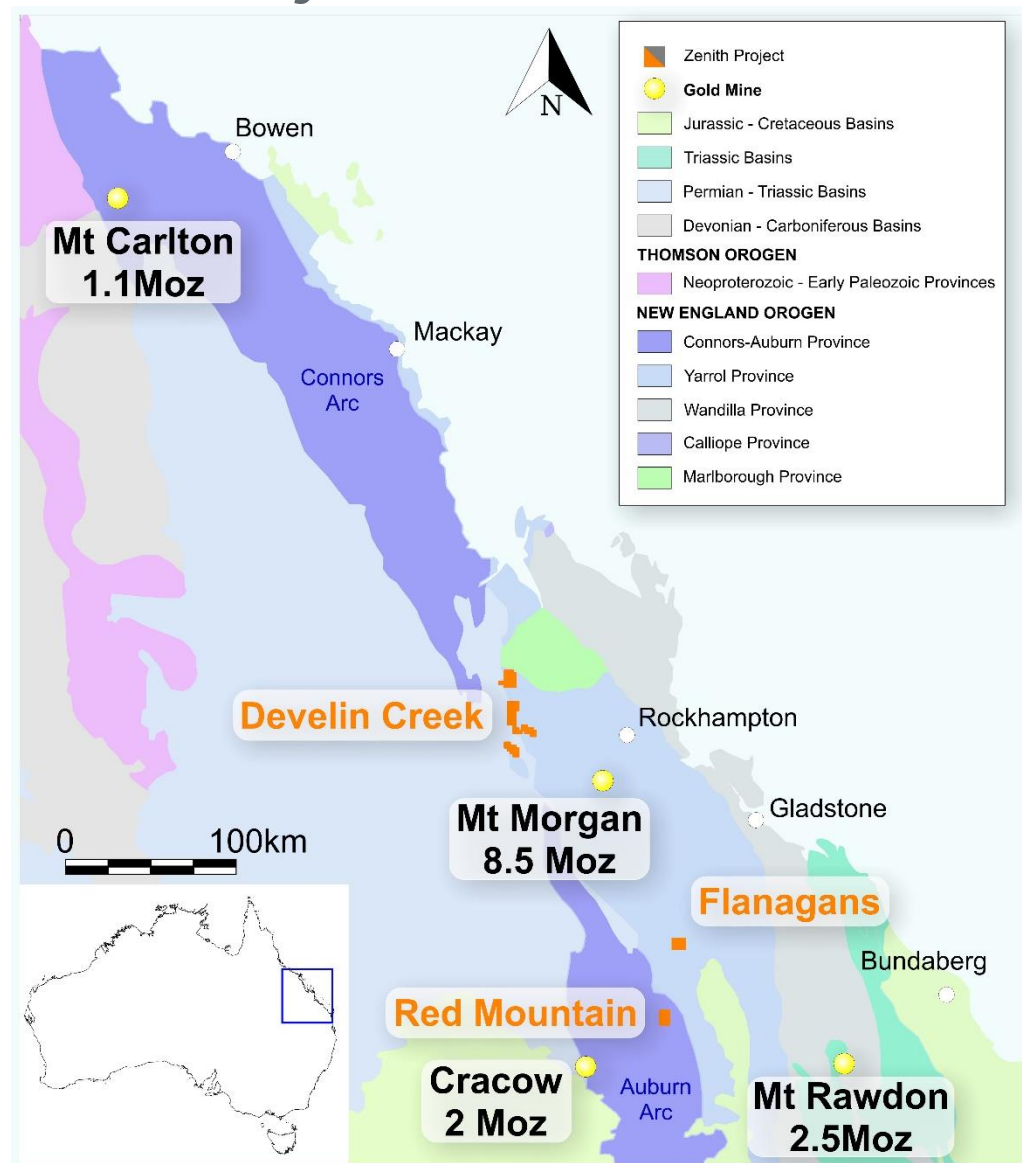 N
Zenith Project
Gold Mine
Jurassic - Cretaceous Basins
Triassic Basins
Permian - Triassic Basins
Devonian - Carboniferous Basins
THOMSON OROGEN
Neoproterozoic - Early Paleozoic Provinces
NEW ENGLAND OROGEN
Connors-Auburn Province
Yarrol Province
Wandilla Province
Calliope Province
Marlborough Province
Bowen
Mt Carlton
1.1Moz
Mackay
Connors
Arc
Develin Creek
Rockhampton
Mt Morgan
8.5 Moz
Gladstone
0 100km
Flanagans
Bundaberg
Red Mountain
Cracow
2 Moz
Auburn
Arc
Mt Rawdon
2.5Moz